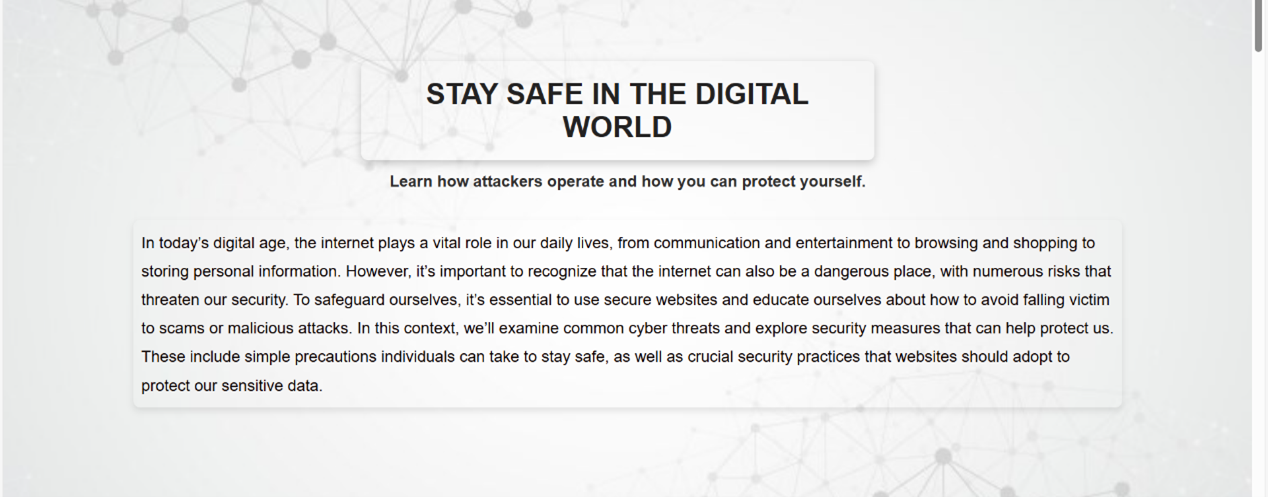 STAY SAFE IN THE DIGITAL
WORLD
Learn how attackers operate and how you can protect yourself.
In today’s digital age, the internet plays a vital role in our daily lives, from communication and entertainment to browsing and shopping to
storing personal information. However, it’s important to recognize that the internet can also be a dangerous place, with numerous risks that
threaten our security. To safeguard ourselves, it’s essential to use secure websites and educate ourselves about how to avoid falling victim
to scams or malicious attacks. In this context, we’ll examine common cyber threats and explore security measures that can help protect us.
These include simple precautions individuals can take to stay safe, as well as crucial security practices that websites should adopt to
protect our sensitive data.